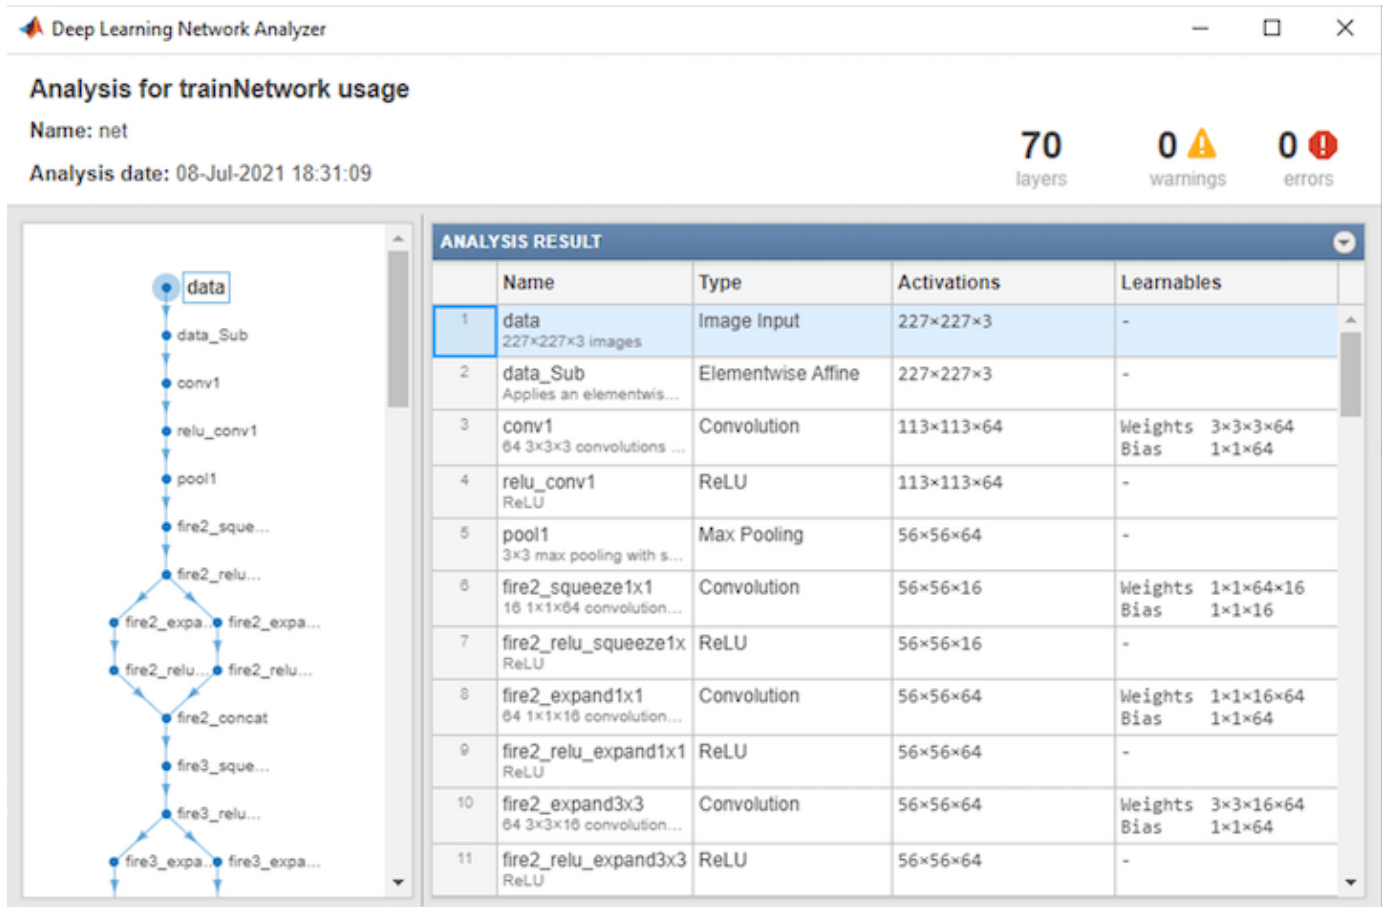 Deep Learning Network Analyzer
Analysis for trainNetwork usage
Name: net
Analysis date: 08-Jul-2021 18:31:09
70
layers
0
warnings
0
errors
data
data_Sub
conv1
relu_conv1
pool1
fire2_sque...
fire2_relu...
fire2_expa... fire2_expa...
fire2_relu... fire2_relu...
fire2_concat
fire3_sque...
fire3_relu...
fire3_expa... fire3_expa...
ANALYSIS RESULT
Name Type Activations Learnables
1 data Image Input 227×227×3 -
227×227×3 images
2 data_Sub Elementwise Affine 227×227×3 -
Applies an elementwis...
3 conv1 Convolution 113×113×64 Weights 3×3×3×64
64 3×3×3 convolutions ... Bias 1×1×64
4 relu_conv1 ReLU 113×113×64 -
ReLU
5 pool1 Max Pooling 56×56×64 -
3×3 max pooling with s...
6 fire2_squeeze1x1 Convolution 56×56×16 Weights 1×1×64×16
16 1×1×64 convolution... Bias 1×1×16
7 fire2_relu_squeeze1x ReLU 56×56×16 -
ReLU
8 fire2_expand1x1 Convolution 56×56×64 Weights 1×1×16×64
64 1×1×16 convolution... Bias 1×1×64
9 fire2_relu_expand1x1 ReLU 56×56×64 -
ReLU
10 fire2_expand3x3 Convolution 56×56×64 Weights 3×3×16×64
64 3×3×16 convolution... Bias 1×1×64
11 fire2_relu_expand3x3 ReLU 56×56×64 -
ReLU